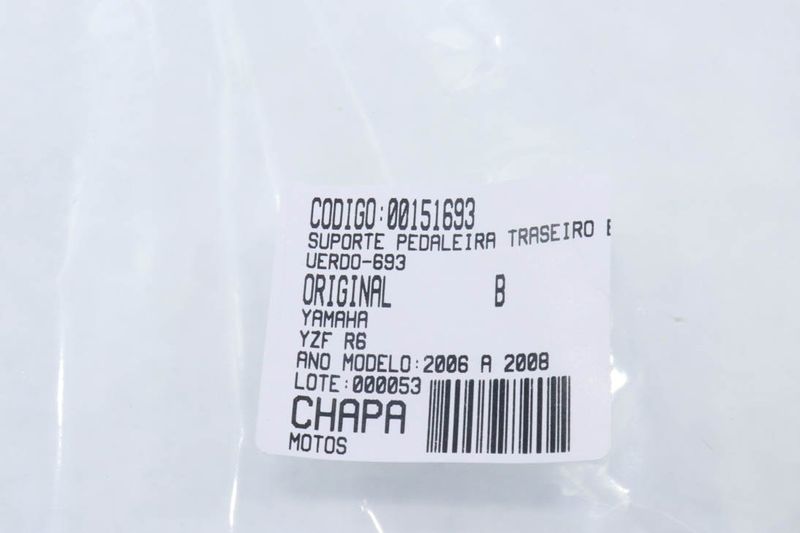 CODIGO:00151693
SUPORTE PEDALEIRA TRASEIRO E
UERDO-693
ORIGINAL B
YAMAHA
YZF R6
ANO MODELO:2006 A 2008
LOTE:000053
CHAPA
MOTOS